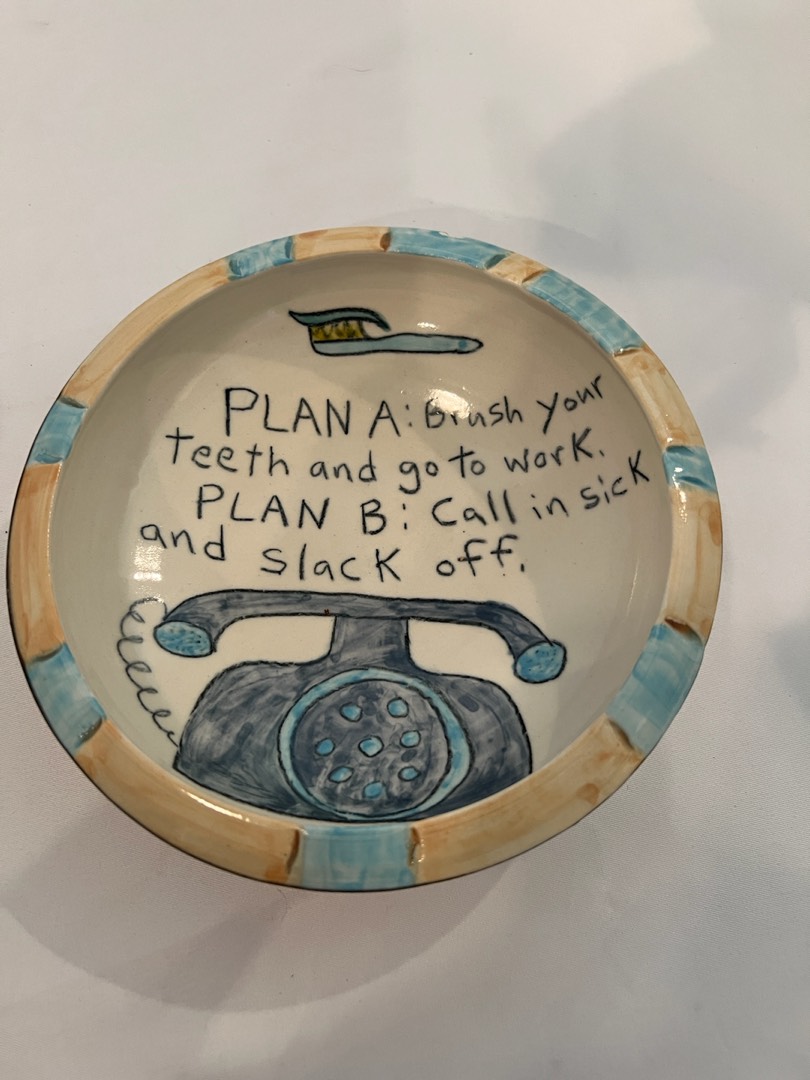 PLAN A: Brush your
teeth and go to work.
PLAN B: Call in sick
and slack off.